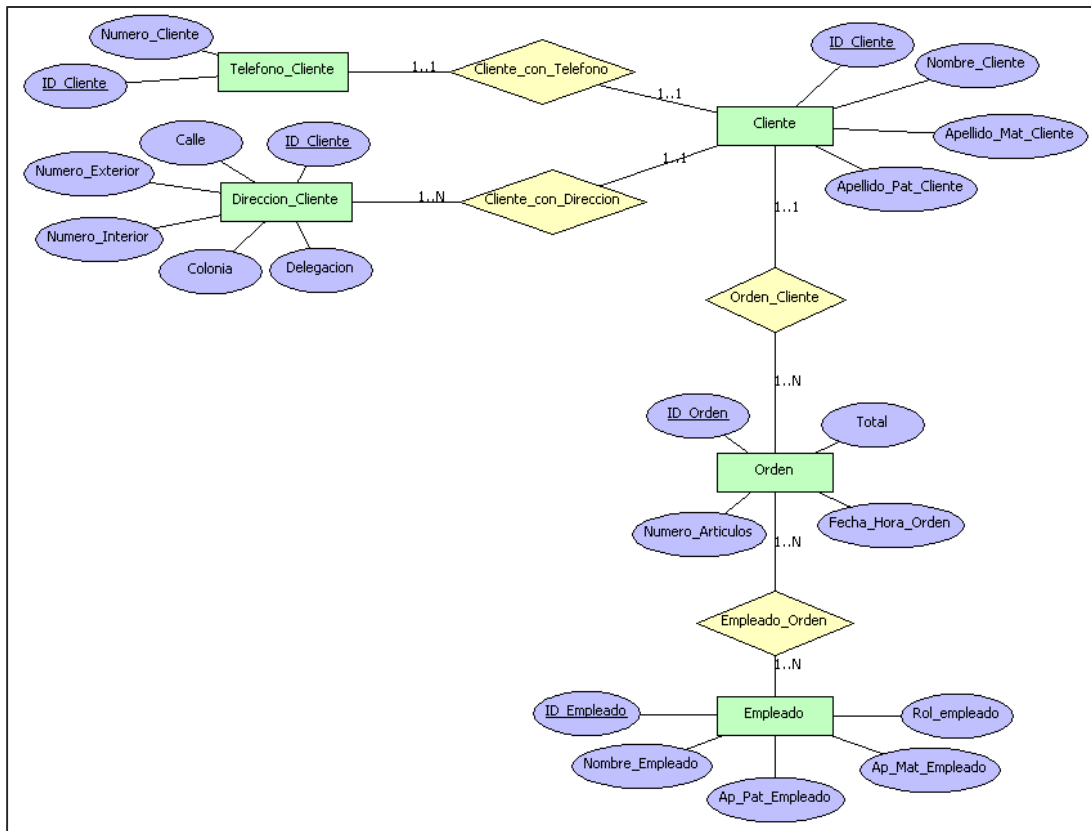 Numero_Cliente
ID_Cliente
Telefono_Cliente
1..1
Cliente_con_Telefono
1..1
ID_Cliente
Nombre_Cliente
Cliente
Apellido_Mat_Cliente
Apellido_Pat_Cliente
Calle
ID_Cliente
Numero_Exterior
Direccion_Cliente
1..N
Cliente_con_Direccion
1..1
Numero_Interior
Colonia
Delegacion
1..1
Orden_Cliente
1..N
ID_Orden
Total
Orden
Numero_Articulos
Fecha_Hora_Orden
1..N
Empleado_Orden
1..N
ID_Empleado
Empleado
Rol_empleado
Nombre_Empleado
Ap_Pat_Empleado
Ap_Mat_Empleado